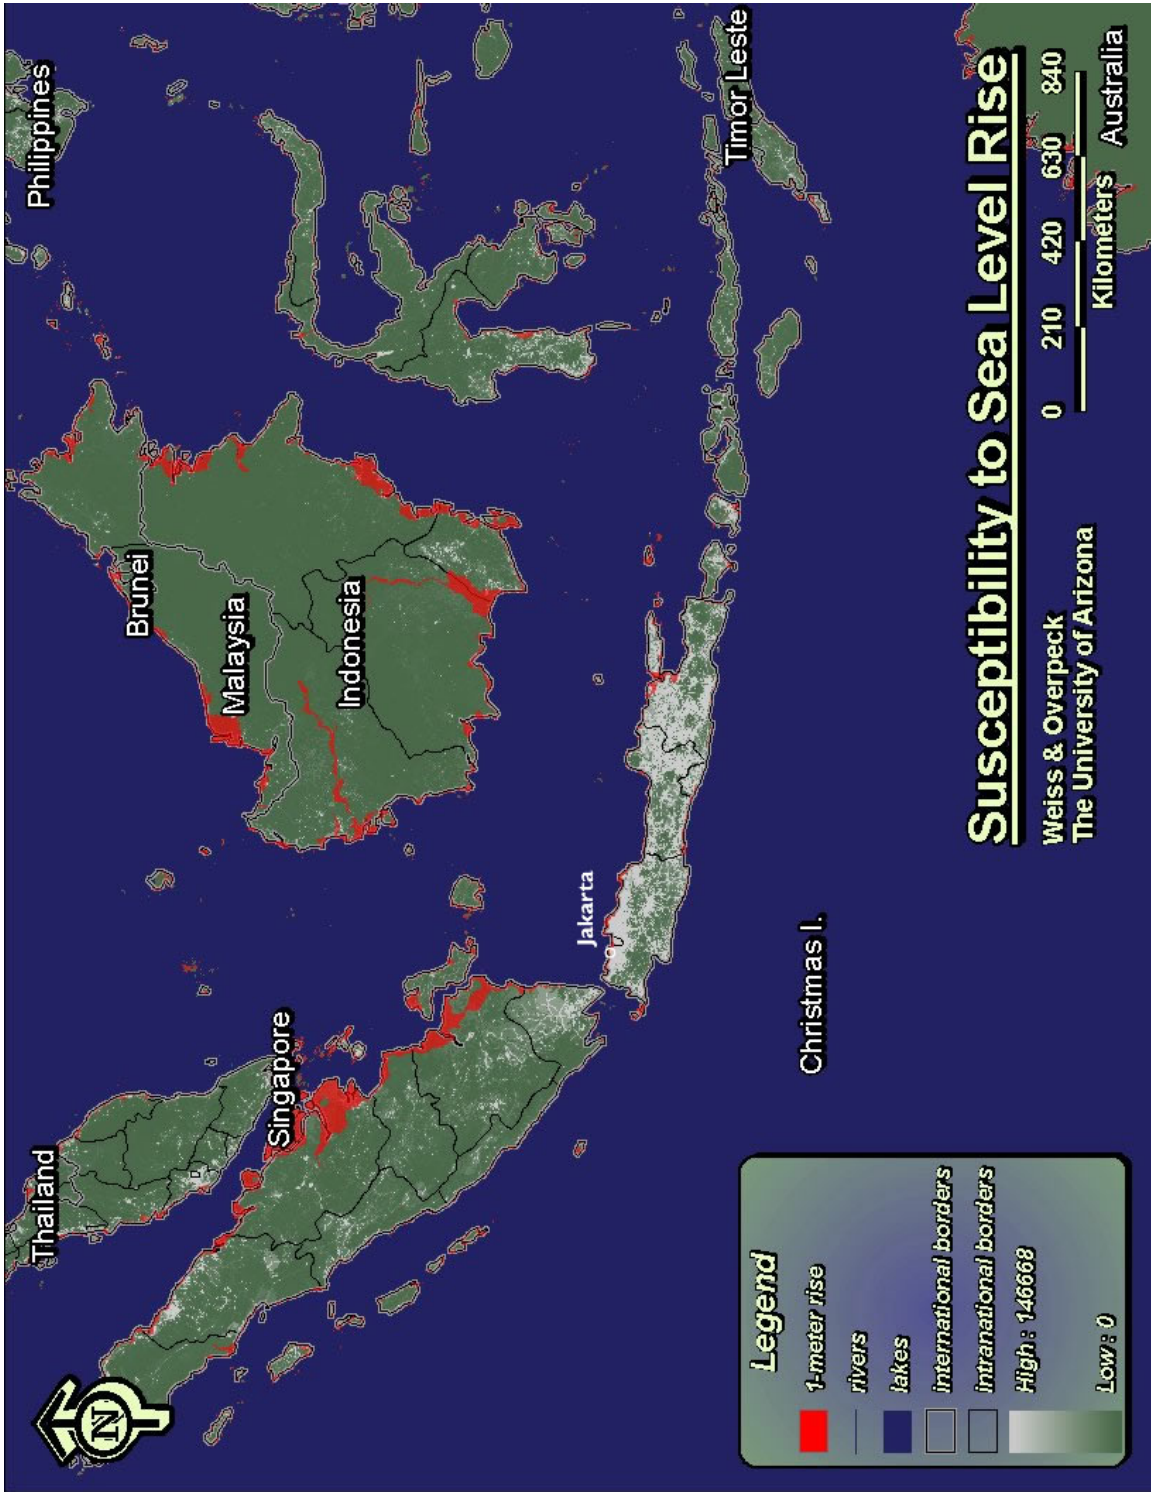 Philippines
Thailand
Brunei
Malaysia
Singapore
Indonesia
Jakarta
Timor Leste
Christmas I.
Australia
N
Legend
1-meter rise
rivers
lakes
international borders
intranational borders
High : 146668
Low : 0
Susceptibility to Sea Level Rise
Weiss & Overpeck
The University of Arizona
0 210 420 630 840
Kilometers